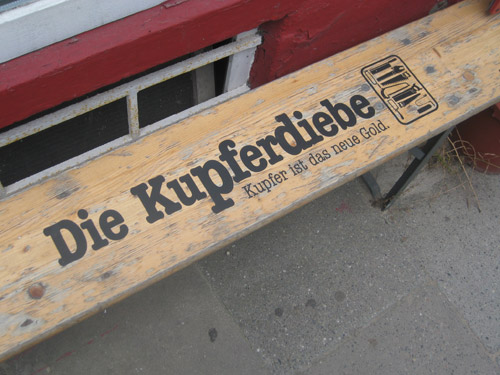 Die Kupferdiebe
Kupfer ist das neue Gold